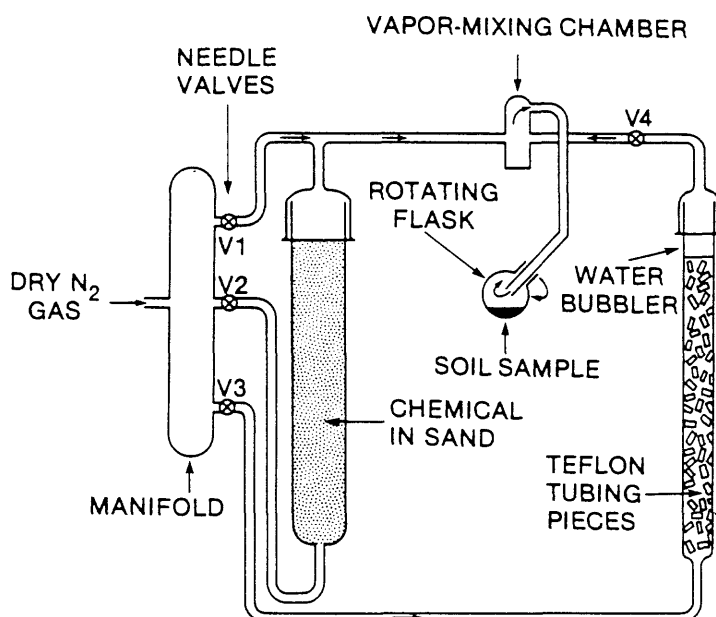 VAPOR-MIXING CHAMBER
NEEDLE
VALVES
V4
ROTATING
FLASK
V1
DRY N₂
GAS
V2
WATER
BUBBLER
SOIL SAMPLE
V3
CHEMICAL
IN SAND
TEFLON
TUBING
PIECES
MANIFOLD